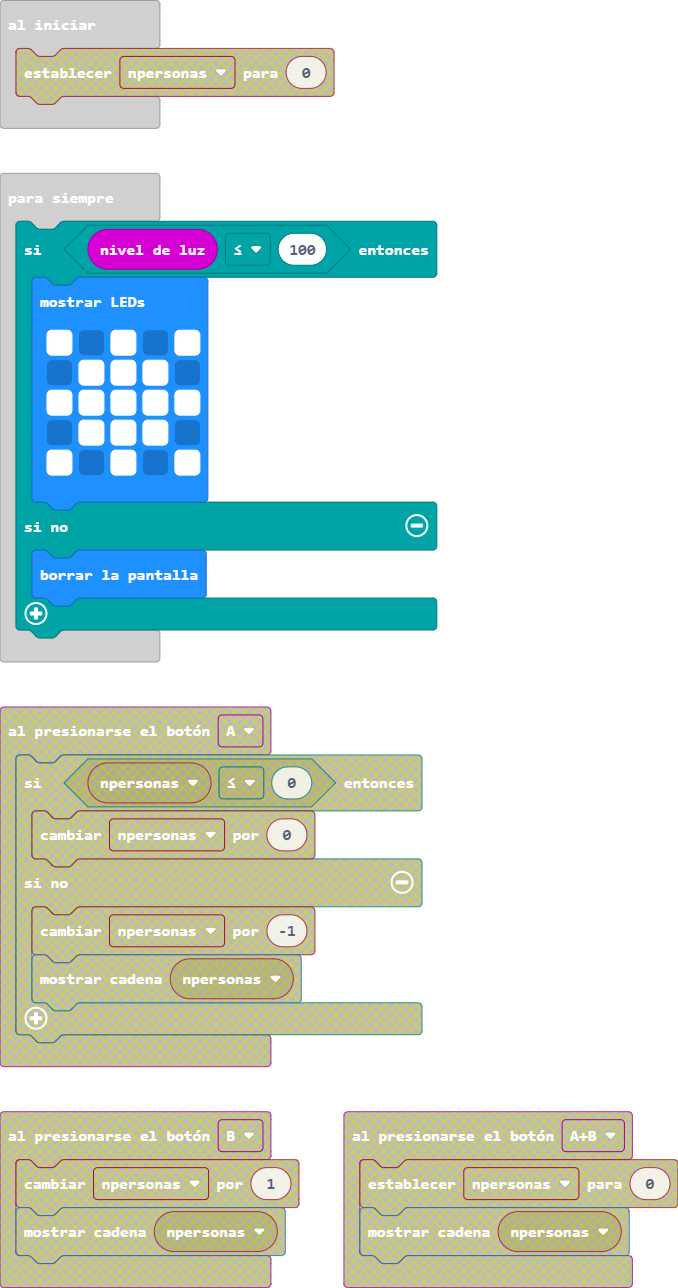 al iniciar
establecer npersonas para 0
para siempre
si nivel de luz ≤ 100 entonces
mostrar LEDs
si no
borrar la pantalla
al presionarse el botón A
si npersonas ≤ 0 entonces
cambiar npersonas por 0
si no
cambiar npersonas por -1
mostrar cadena npersonas
al presionarse el botón B
cambiar npersonas por 1
mostrar cadena npersonas
al presionarse el botón A+B
establecer npersonas para 0
mostrar cadena npersonas